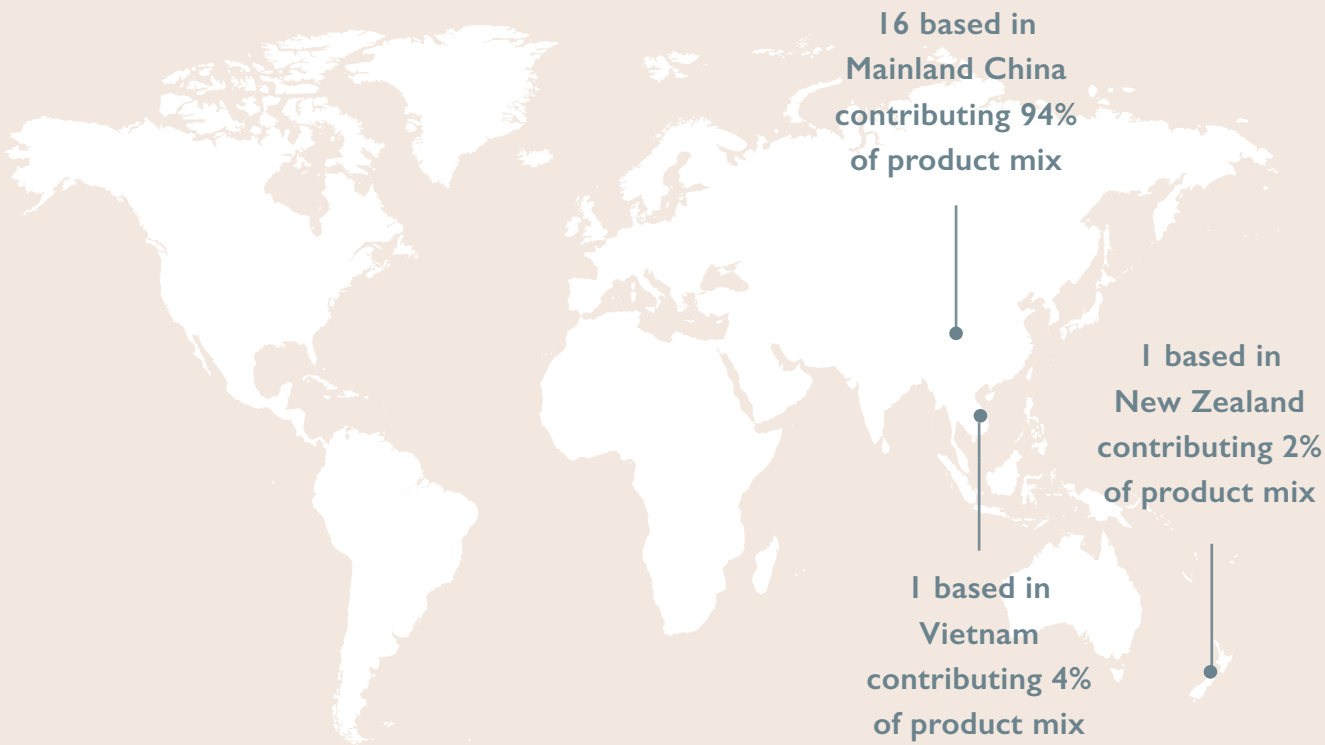 16 based in
Mainland China
contributing 94%
of product mix
1 based in
New Zealand
contributing 2%
of product mix
1 based in
Vietnam
contributing 4%
of product mix